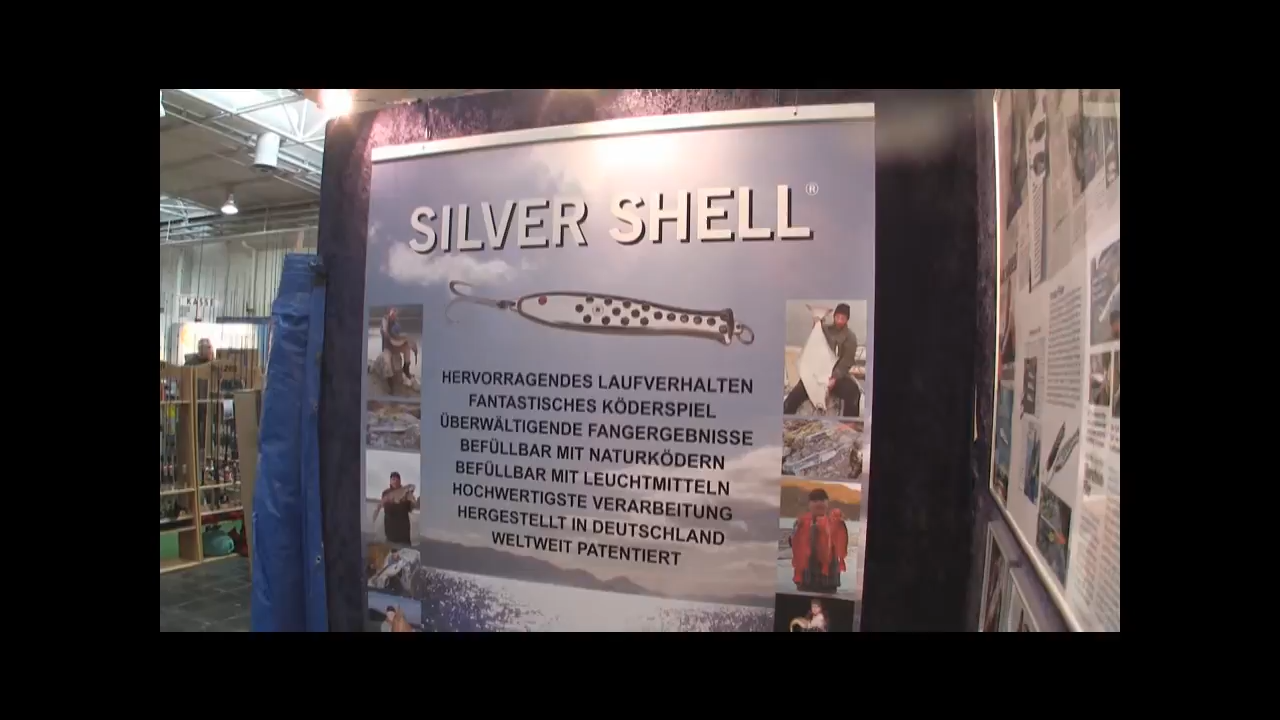 SILVER SHELL®
HERVORRAGENDES LAUFVERHALTEN
FANTASTISCHES KÖDERSPIEL
ÜBERWÄLTIGENDE FANGERGEBNISSE
BEFÜLLBAR MIT NATURKÖDERN
BEFÜLLBAR MIT LEUCHTMITTELN
HOCHWERTIGSTE VERARBEITUNG
HERGESTELLT IN DEUTSCHLAND
WELTWEIT PATENTIERT